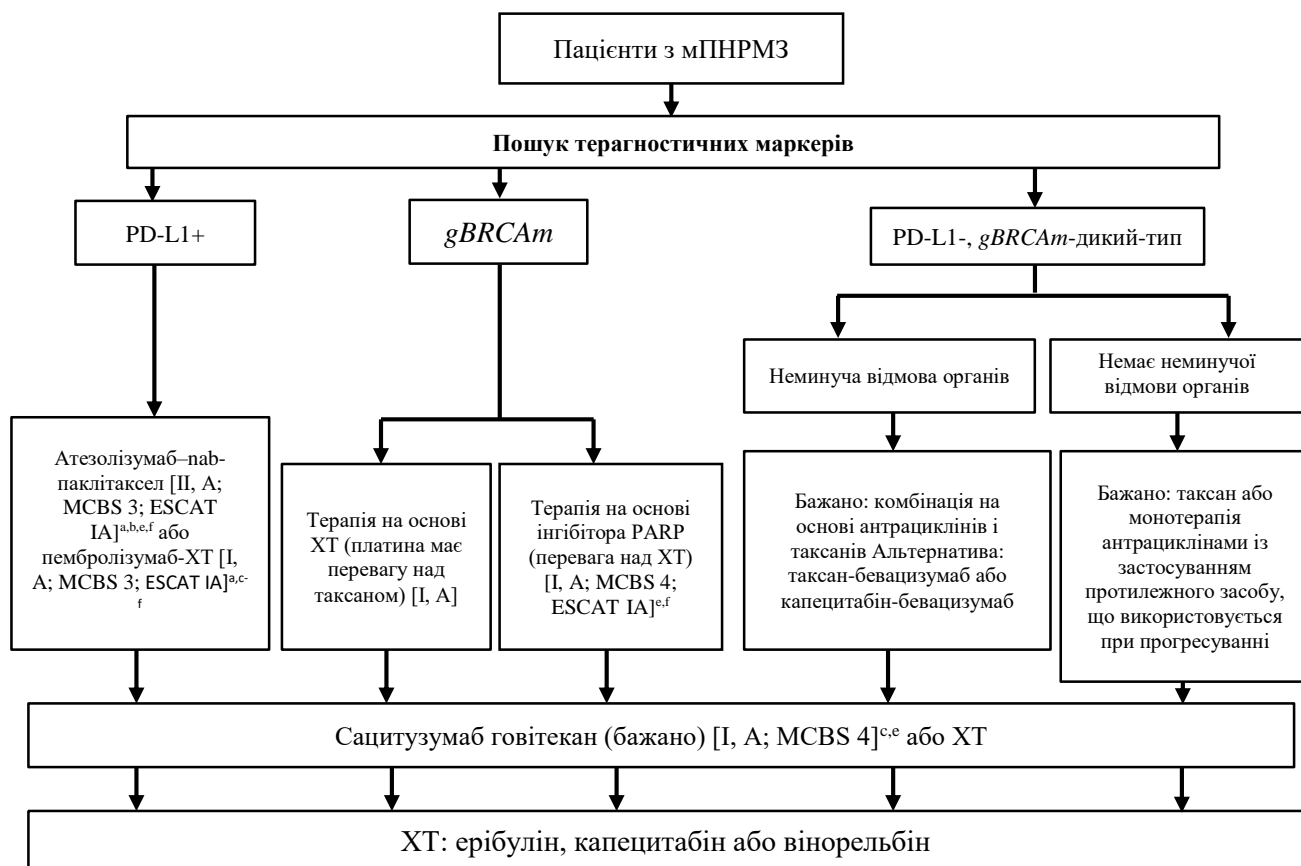 Пацієнти з мПНРМЗ
Пошук терагностичних маркерів
PD-L1+
gBRCAm
PD-L1-, gBRCAm-дикий-тип
Неминуча відмова органів
Немає неминучої
відмови органів
Атезолізумаб–nab-
паклітаксел [II, A;
MCBS 3; ESCAT
IA]a,b,e,f або
пембролізумаб-ХТ [I,
A; MCBS 3; ESCAT IA]a,c-
f
Терапія на основі
ХТ (платина має
перевагу над
таксаном) [I, A]
Терапія на основі
інгібітора PARP
(перевага над ХТ)
[I, A; MCBS 4;
ESCAT IA]e,f
Бажано: комбінація на
основі антрациклінів і
таксанів Альтернатива:
таксан-бевацизумаб або
капецитабін-бевацизумаб
Бажано: таксан або
монотерапія
антрациклінами із
застосуванням
протилежного засобу,
що використовується
при прогресуванні
Сацитузумаб говітекан (бажано) [I, A; MCBS 4]c,e або ХТ
ХТ: ерібулін, капецитабін або вінорельбін